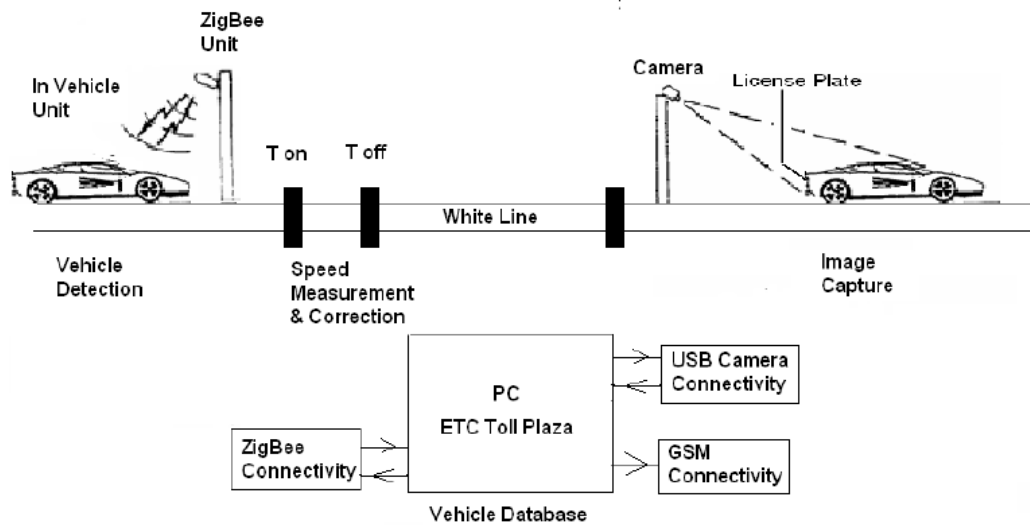 ZigBee
Unit
In Vehicle
Unit
Camera
License Plate
T on
T off
White Line
Vehicle
Detection
Speed
Measurement
& Correction
Image
Capture
PC
ETC Toll Plaza
USB Camera
Connectivity
ZigBee
Connectivity
GSM
Connectivity
Vehicle Database